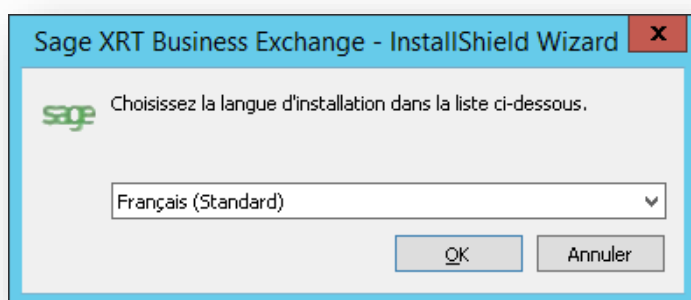 Sage XRT Business Exchange - InstallShield Wizard
x
sage
Choisissez la langue d'installation dans la liste ci-dessous.
Français (Standard)
OK
Annuler